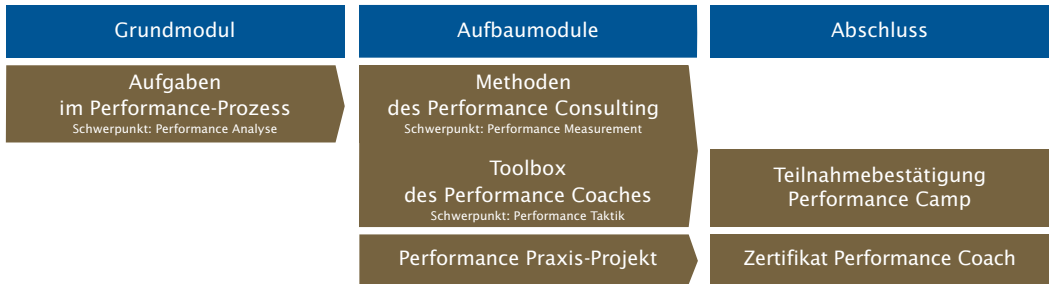 Grundmodul
Aufbaumodule
Abschluss
Aufgaben
im Performance-Prozess
Schwerpunkt: Performance Analyse
Methoden
des Performance Consulting
Schwerpunkt: Performance Measurement
Toolbox
des Performance Coaches
Schwerpunkt: Performance Taktik
Teilnahmebestätigung
Performance Camp
Performance Praxis-Projekt
Zertifikat Performance Coach